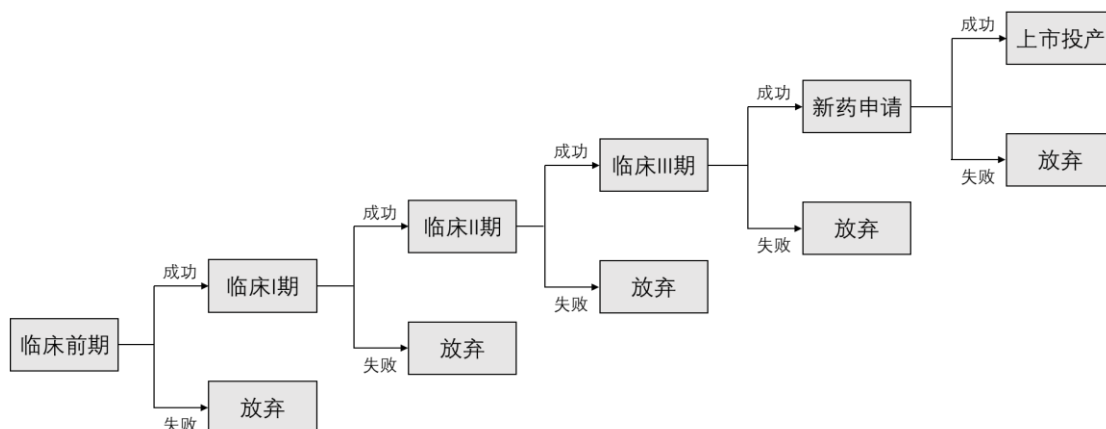 成功
上市投产
成功
新药申请
成功
临床III期
失败
放弃
成功
临床II期
失败
放弃
成功
临床I期
失败
放弃
临床前期
失败
放弃
失败
放弃